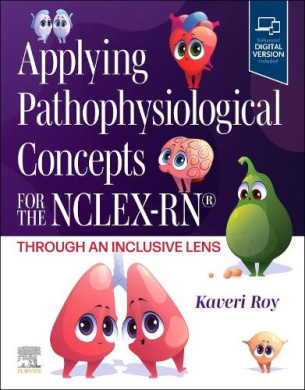 Enhanced
DIGITAL
VERSION
Included
Applying
Pathophysiological
Concepts
FOR THE NCLEX-RN®
THROUGH AN INCLUSIVE LENS
Kaveri Roy
ELSEVIER